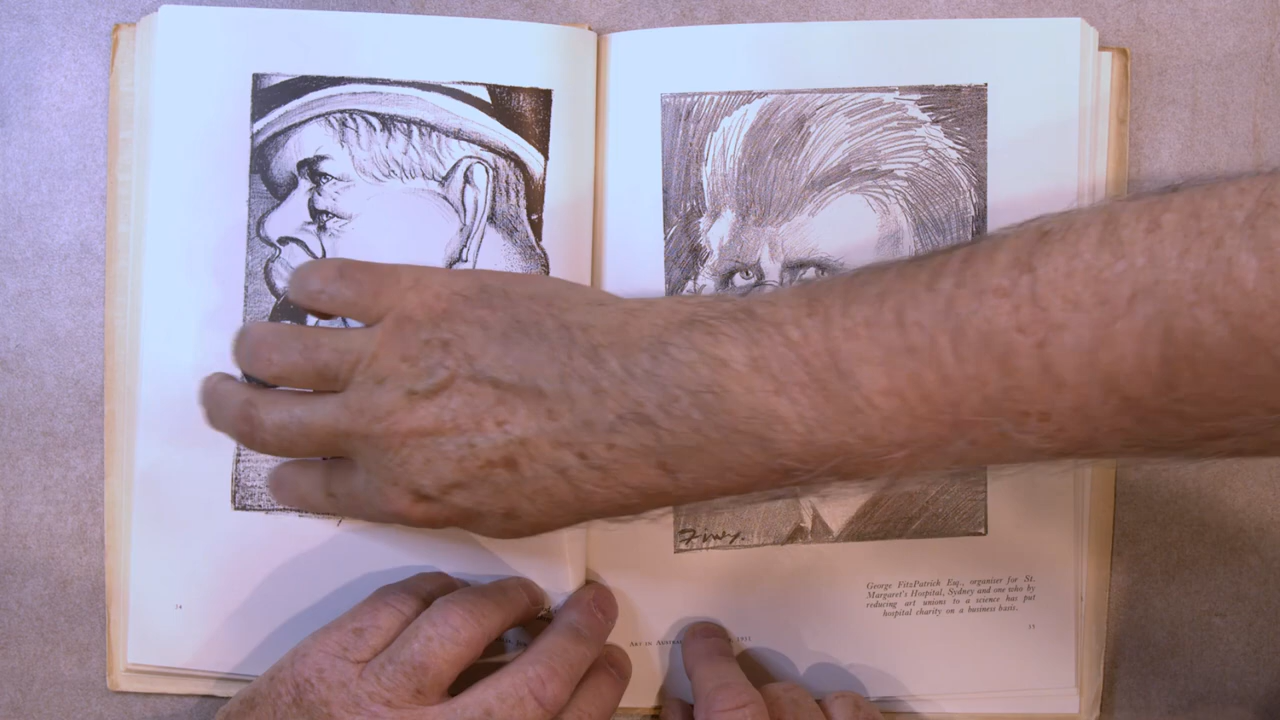 34
Finey.
George FitzPatrick Esq., organiser for St.
Margaret's Hospital, Sydney and one who by
reducing art unions to a science has put
hospital charity on a business basis.
35
Art in Austra
1931